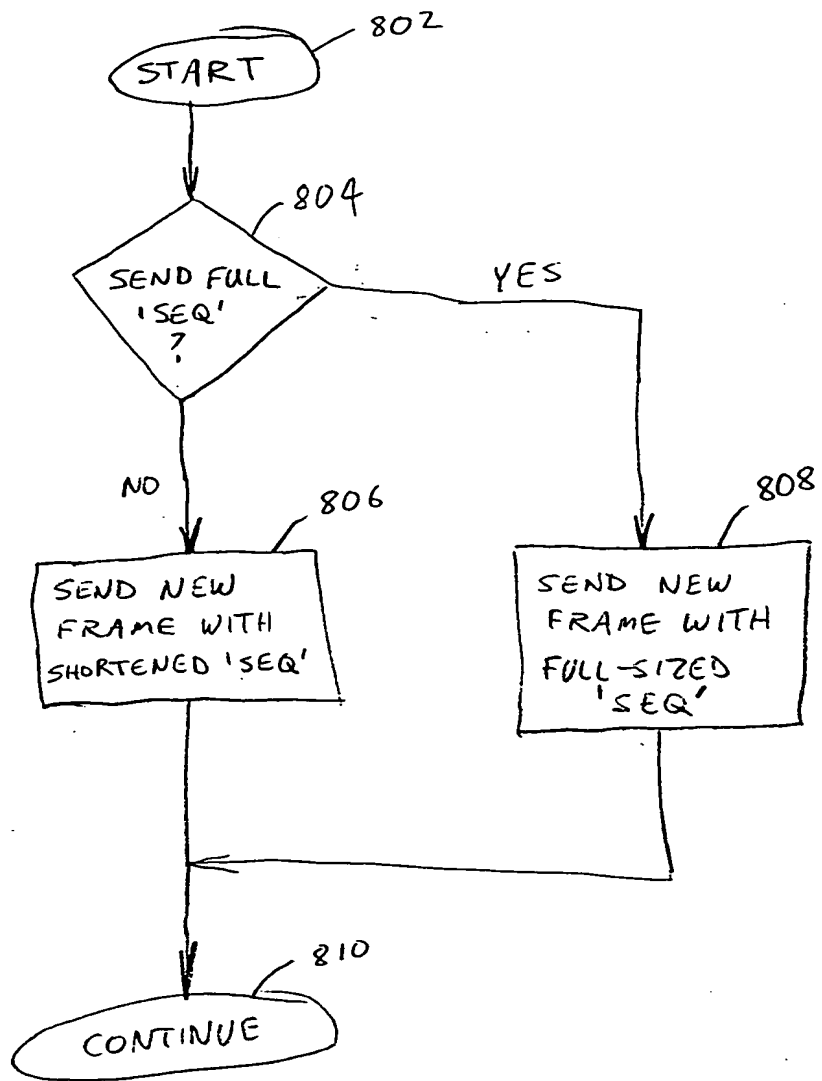 802
START
804
SEND FULL
'SEQ'
?
YES
NO
806
808
SEND NEW
FRAME WITH
SHORTENED 'SEQ'
SEND NEW
FRAME WITH
FULL-SIZED
'SEQ'
810
CONTINUE